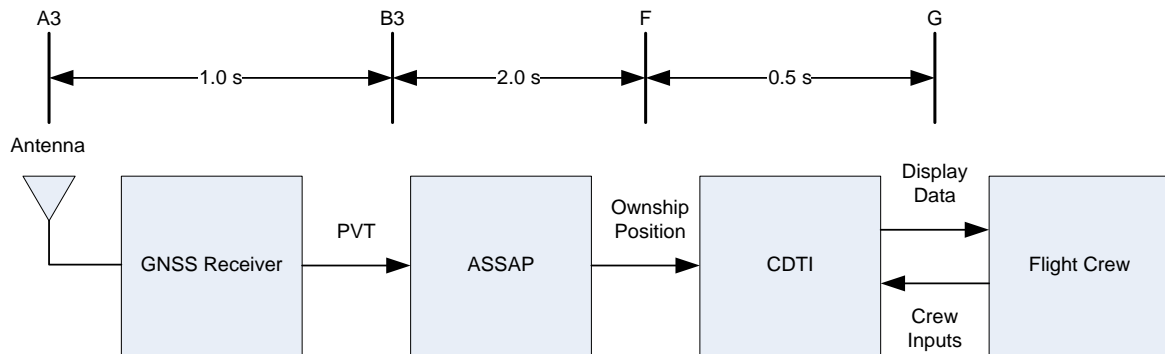 A3
B3
F
G
1.0 s
2.0 s
0.5 s
Antenna
GNSS Receiver
PVT
ASSAP
Ownship
Position
CDTI
Display
Data
Crew
Inputs
Flight Crew